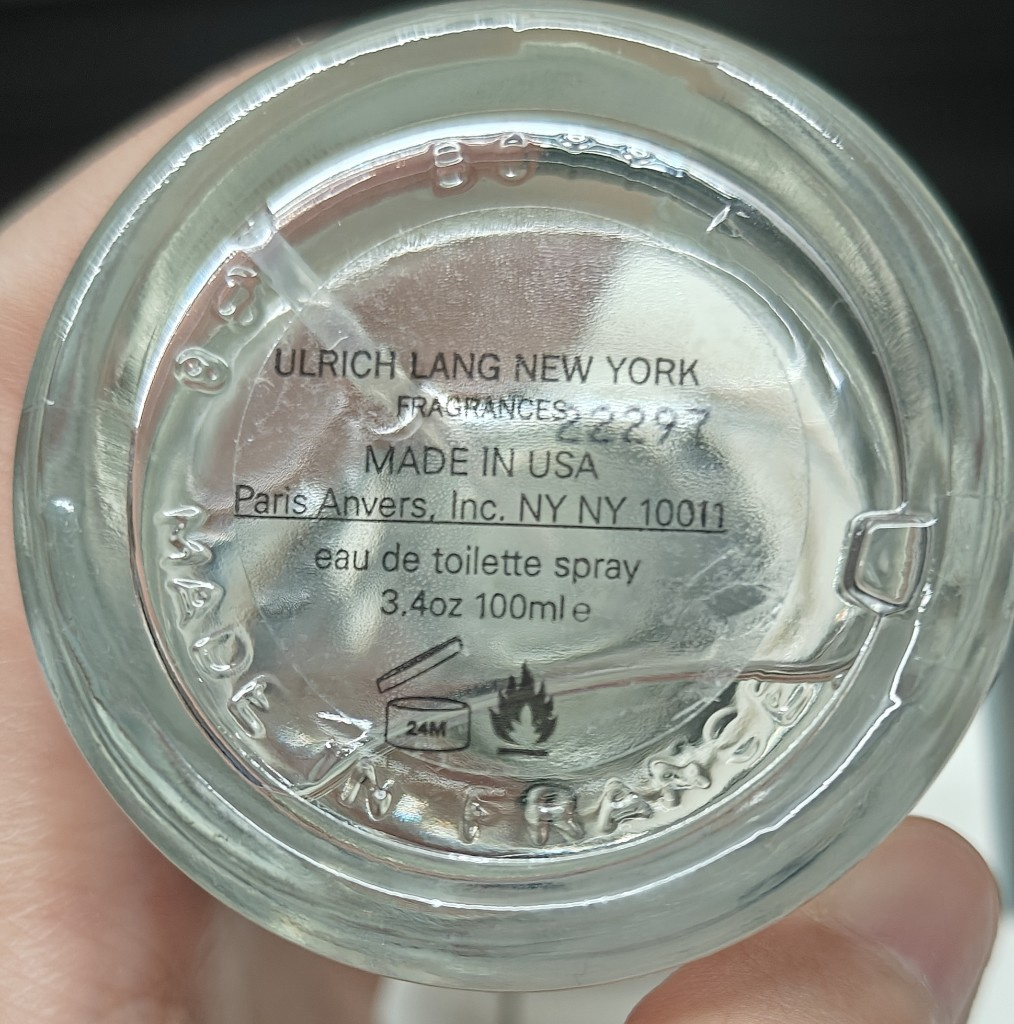 ULRICH LANG NEW YORK
FRAGRANCES 22297
MADE IN USA
Paris Anvers, Inc. NY NY 10011
eau de toilette spray
3.4oz 100ml e
24M
MADE IN FRANCE